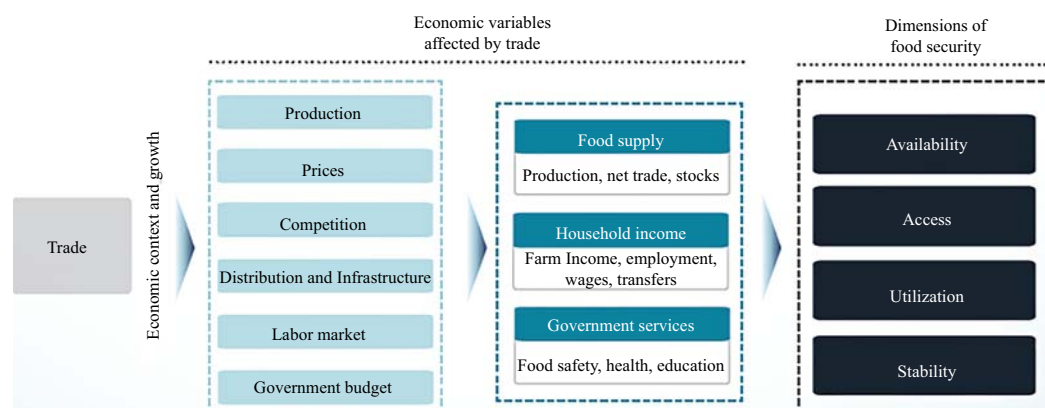 Economic variables
affected by trade
Dimensions of
food security
Trade
Economic context and growth
Production
Prices
Competition
Distribution and Infrastructure
Labor market
Government budget
Food supply
Production, net trade, stocks
Household income
Farm Income, employment,
wages, transfers
Government services
Food safety, health, education
Availability
Access
Utilization
Stability